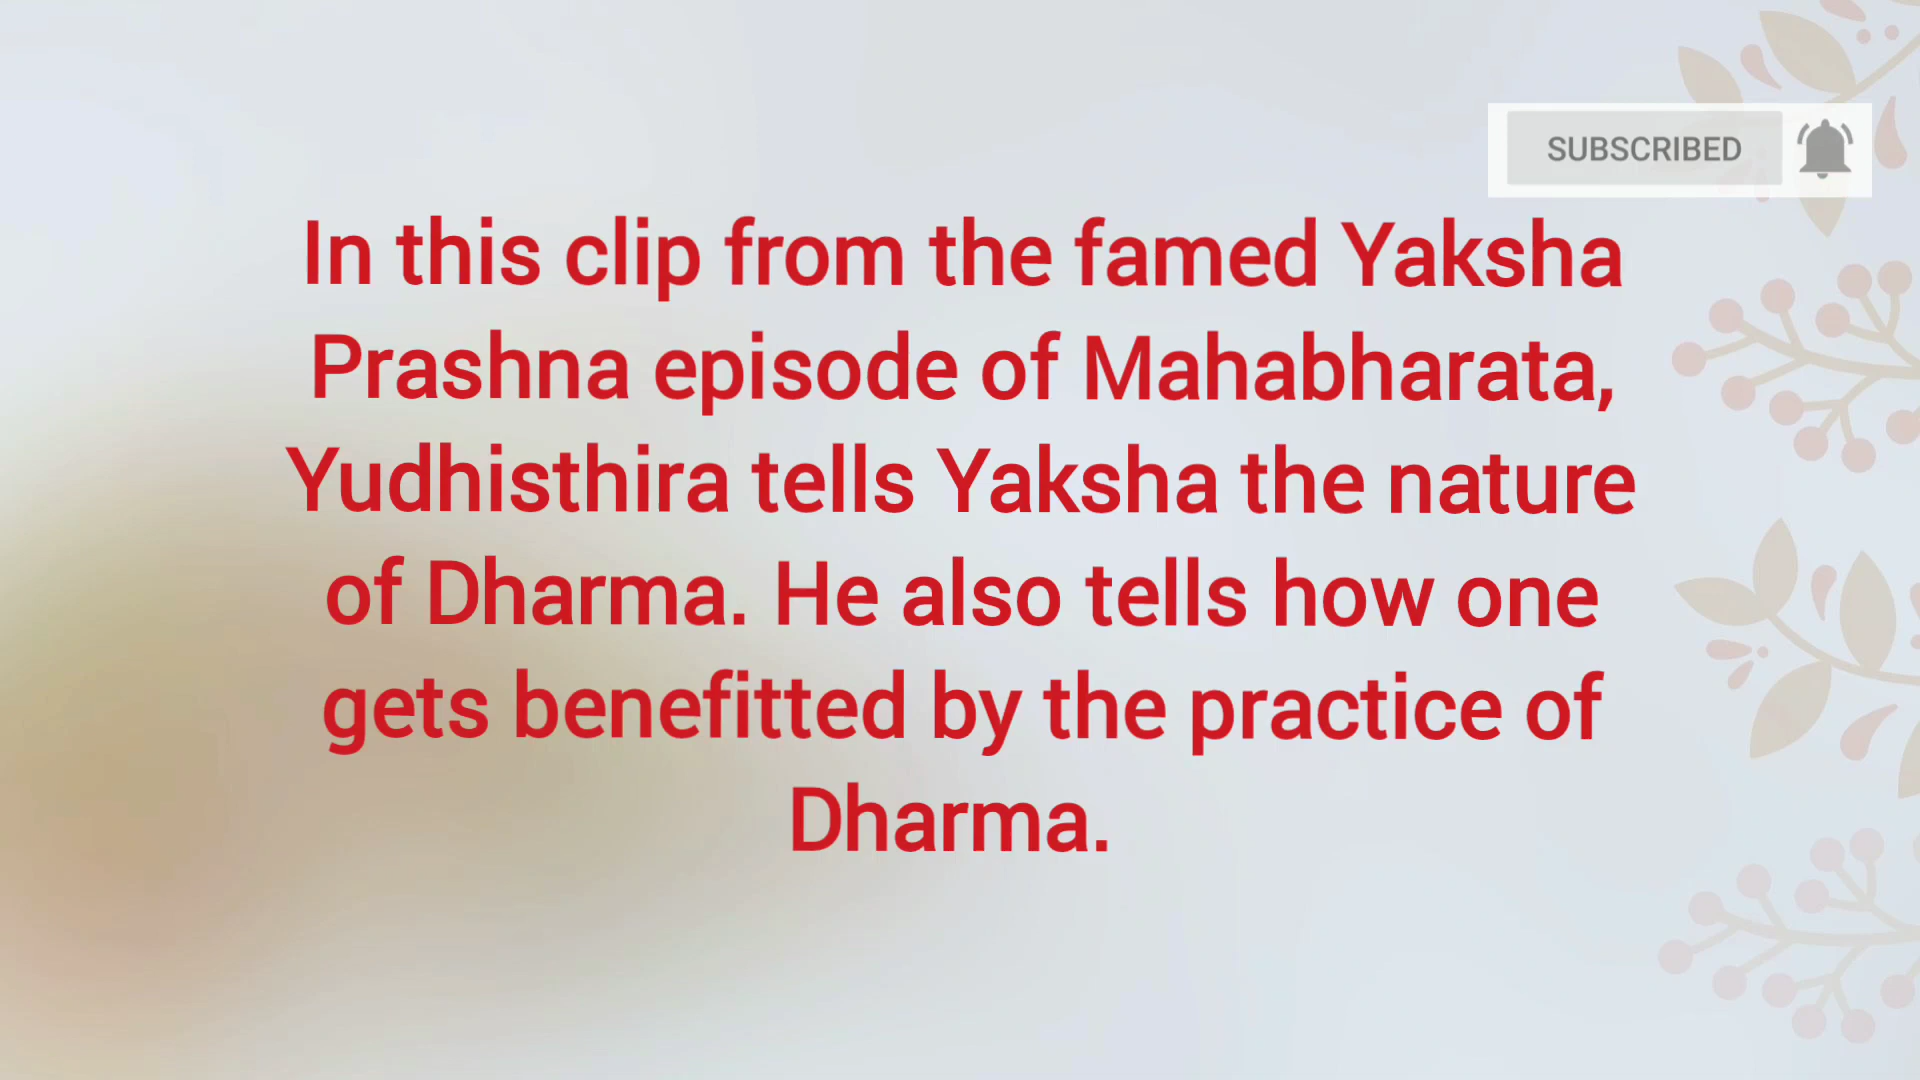 SUBSCRIBED
In this clip from the famed Yaksha
Prashna episode of Mahabharata,
Yudhisthira tells Yaksha the nature
of Dharma. He also tells how one
gets benefitted by the practice of
Dharma.